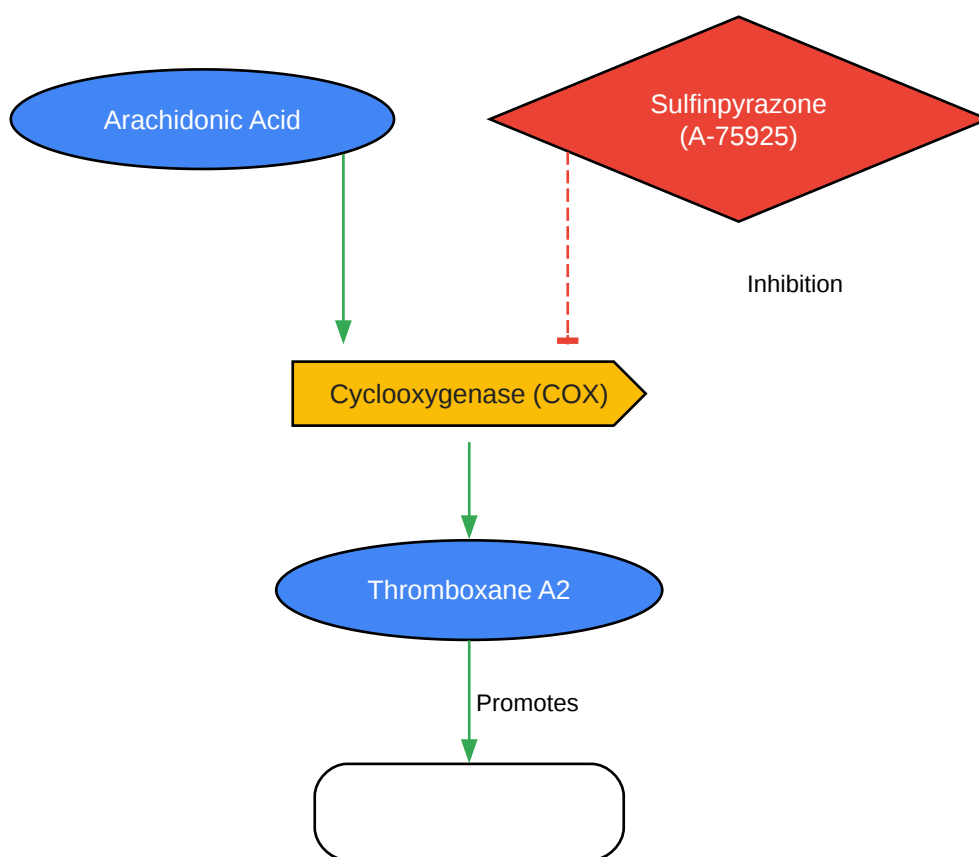 Arachidonic Acid
Sulfinpyrazone
(A-75925)
Inhibition
Cyclooxygenase (COX)
Thromboxane A2
Promotes